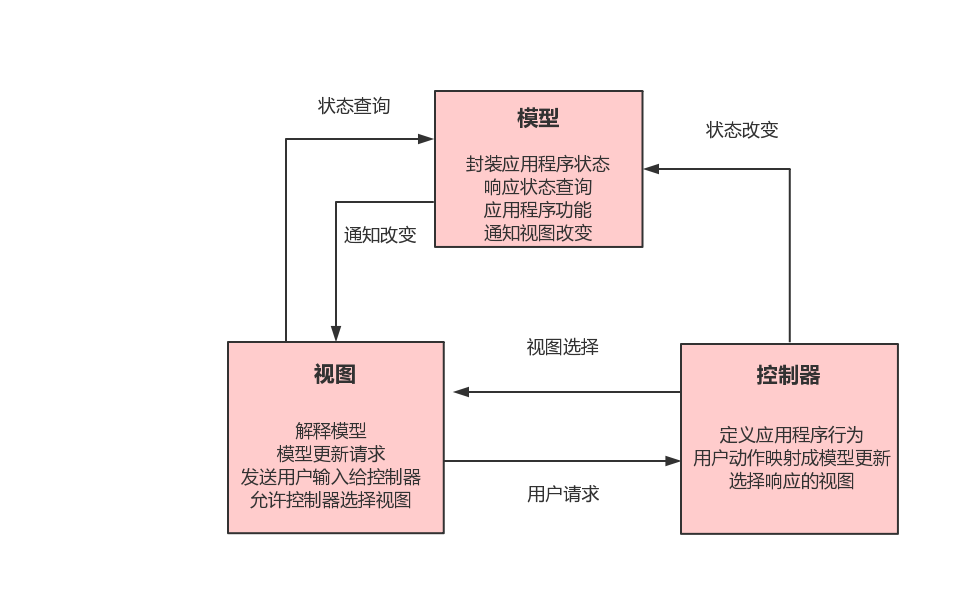 状态查询
模型
状态改变
封装应用程序状态
响应状态查询
应用程序功能
通知视图改变
通知改变
视图选择
视图
控制器
解释模型
模型更新请求
发送用户输入给控制器
允许控制器选择视图
定义应用程序行为
用户动作映射成模型更新
选择响应的视图
用户请求